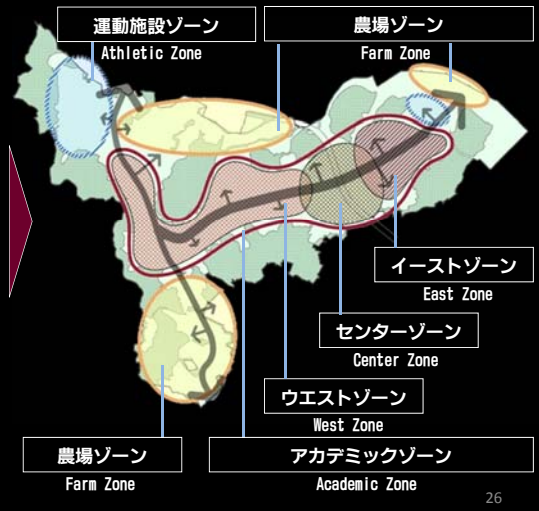 運動施設ゾーン
Athletic Zone
農場ゾーン
Farm Zone
イーストゾーン
East Zone
センターゾーン
Center Zone
ウエストゾーン
West Zone
農場ゾーン
Farm Zone
アカデミックゾーン
Academic Zone
26